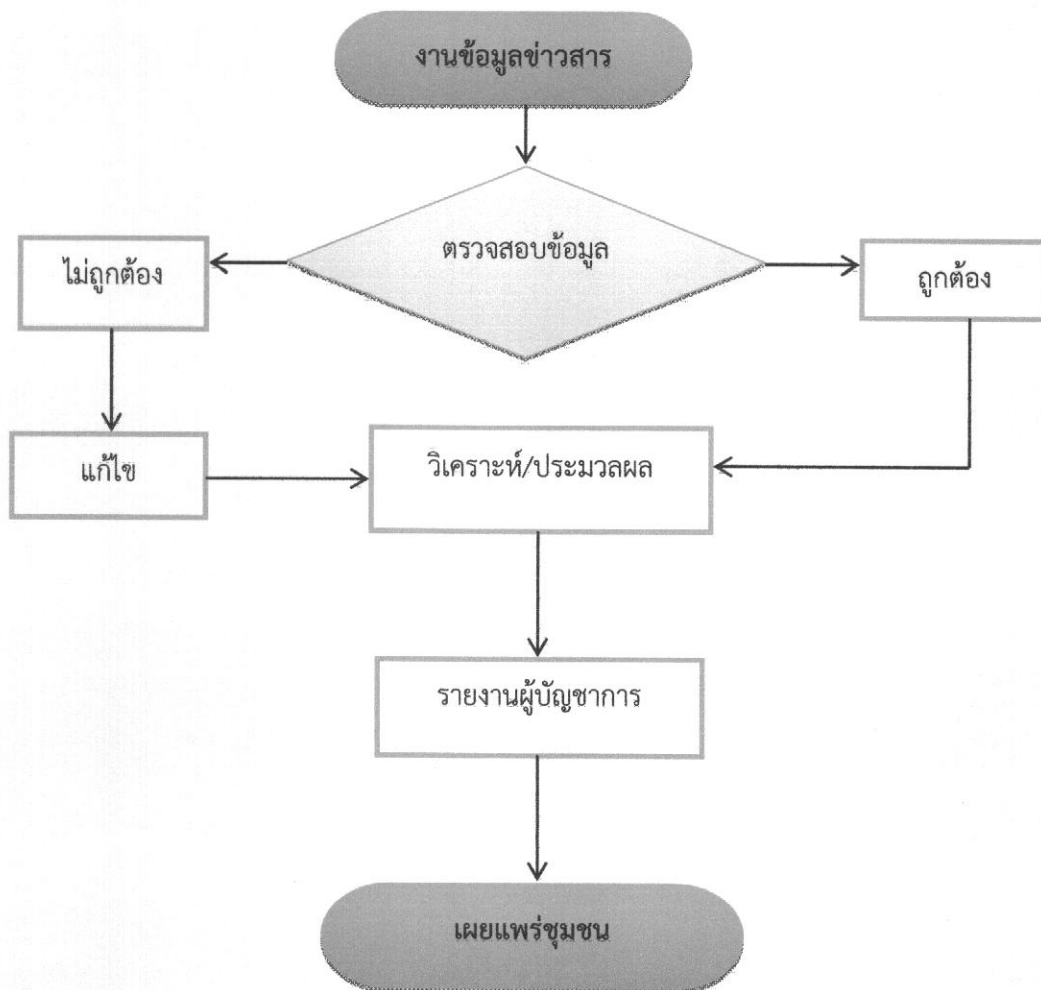 งานข้อมูลข่าวสาร
ตรวจสอบข้อมูล
ไม่ถูกต้อง
ถูกต้อง
แก้ไข
วิเคราะห์/ประมวลผล
รายงานผู้บัญชาการ
เผยแพร่ชุมชน